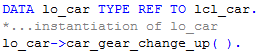 DATA lo_car TYPE REF TO lcl_car.
*...instantiation of lo_car
lo_car->car_gear_change_up( ).